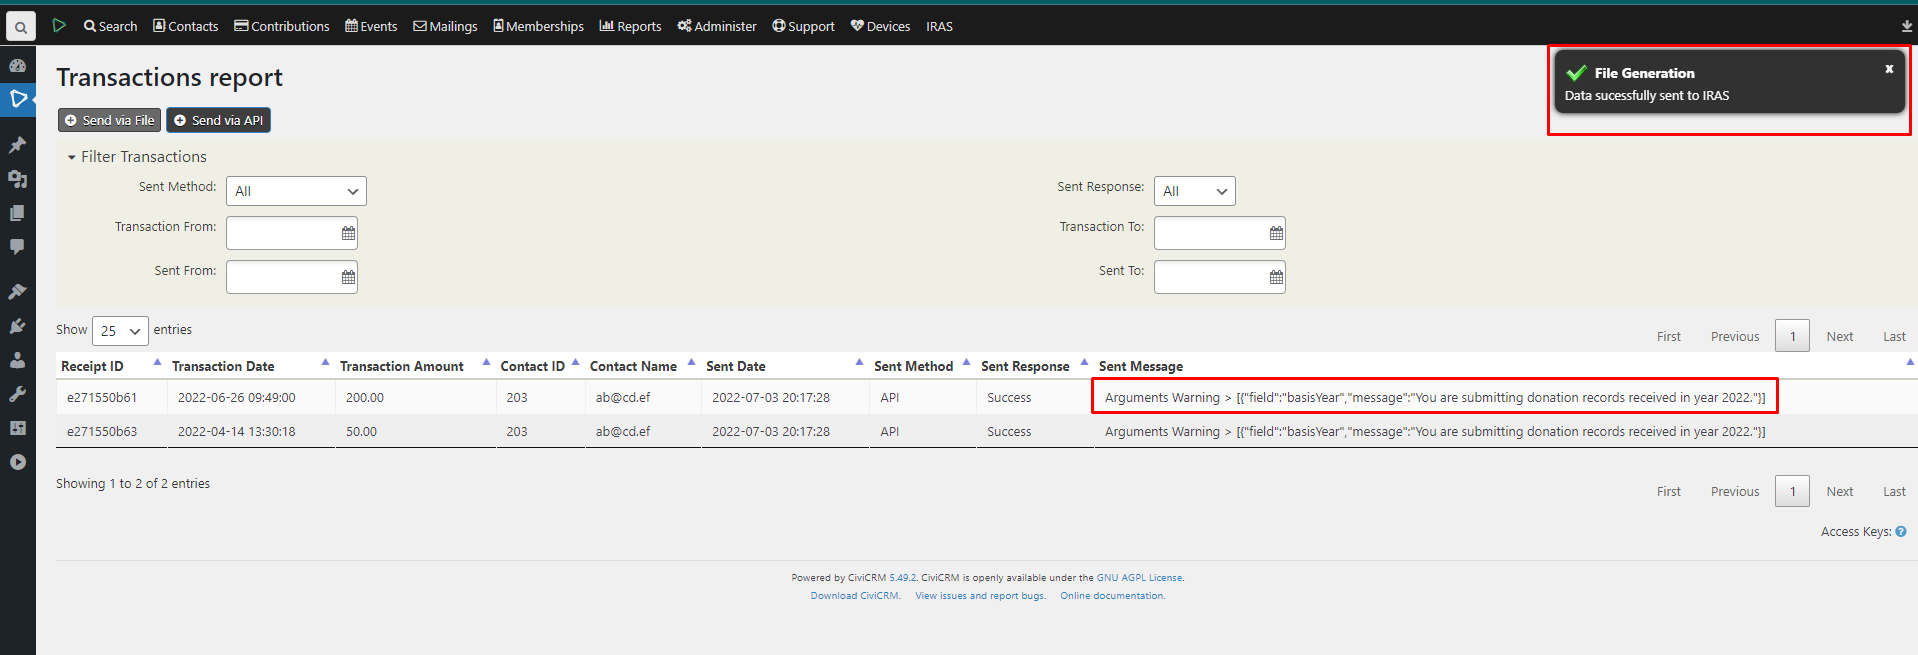 Search Contacts Contributions Events Mailings Memberships Reports Administer Support Devices IRAS
Transactions report
File Generation x
Data sucessfully sent to IRAS
Send via File Send via API
Filter Transactions
Sent Method: All Sent Response: All
Transaction From: Transaction To:
Sent From: Sent To:
Show 25 entries
First Previous 1 Next Last
Receipt ID Transaction Date Transaction Amount Contact ID Contact Name Sent Date Sent Method Sent Response Sent Message
e271550b61 2022-06-26 09:49:00 200.00 203 ab@cd.ef 2022-07-03 20:17:28 API Success Arguments Warning > [{"field":"basisYear","message":"You are submitting donation records received in year 2022."}]
e271550b63 2022-04-14 13:30:18 50.00 203 ab@cd.ef 2022-07-03 20:17:28 API Success Arguments Warning > [{"field":"basisYear","message":"You are submitting donation records received in year 2022."}]
Showing 1 to 2 of 2 entries
First Previous 1 Next Last
Access Keys: ?
Powered by CiviCRM 5.49.2. CiviCRM is openly available under the GNU AGPL License.
Download CiviCRM. View issues and report bugs. Online documentation.